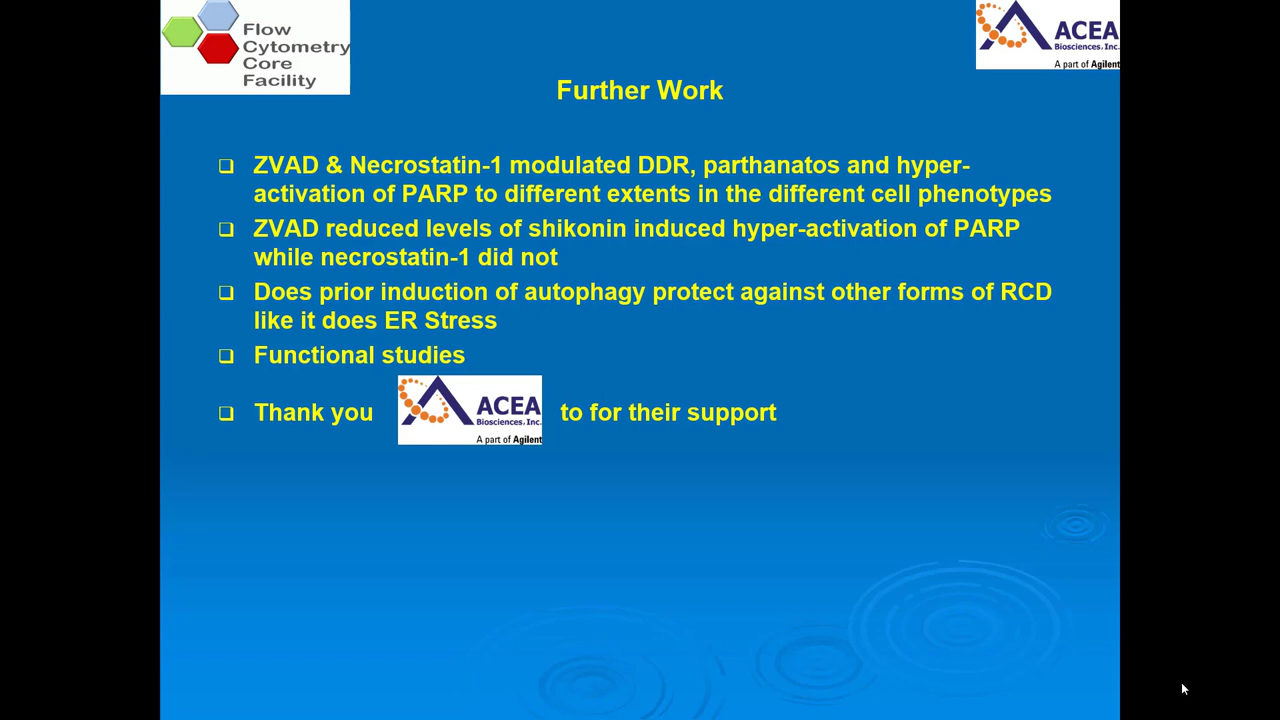 Flow
Cytometry
Core
Facility
ACEA
Biosciences, Inc.
A part of Agilent
Further Work
ZVAD & Necrostatin-1 modulated DDR, parthanatos and hyper-
activation of PARP to different extents in the different cell phenotypes
ZVAD reduced levels of shikonin induced hyper-activation of PARP
while necrostatin-1 did not
Does prior induction of autophagy protect against other forms of RCD
like it does ER Stress
Functional studies
Thank you ACEA to for their support
Biosciences, Inc.
A part of Agilent